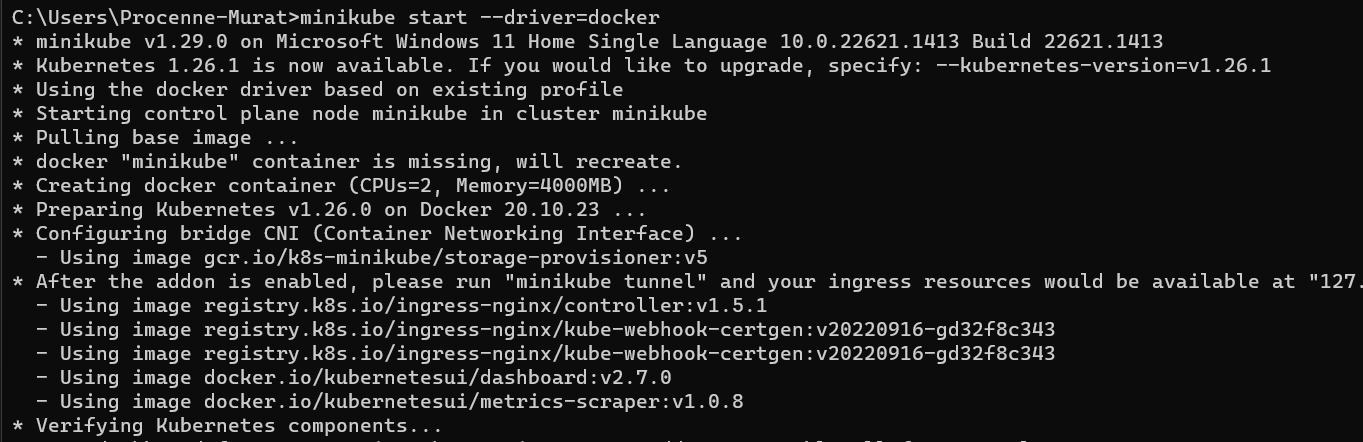 C:\Users\Procenne-Murat>minikube start --driver=docker
* minikube v1.29.0 on Microsoft Windows 11 Home Single Language 10.0.22621.1413 Build 22621.1413
* Kubernetes 1.26.1 is now available. If you would like to upgrade, specify: --kubernetes-version=v1.26.1
* Using the docker driver based on existing profile
* Starting control plane node minikube in cluster minikube
* Pulling base image ...
* docker "minikube" container is missing, will recreate.
* Creating docker container (CPUs=2, Memory=4000MB) ...
* Preparing Kubernetes v1.26.0 on Docker 20.10.23 ...
* Configuring bridge CNI (Container Networking Interface) ...
  - Using image gcr.io/k8s-minikube/storage-provisioner:v5
* After the addon is enabled, please run "minikube tunnel" and your ingress resources would be available at "127.
  - Using image registry.k8s.io/ingress-nginx/controller:v1.5.1
  - Using image registry.k8s.io/ingress-nginx/kube-webhook-certgen:v20220916-gd32f8c343
  - Using image registry.k8s.io/ingress-nginx/kube-webhook-certgen:v20220916-gd32f8c343
  - Using image docker.io/kubernetesui/dashboard:v2.7.0
  - Using image docker.io/kubernetesui/metrics-scraper:v1.0.8
* Verifying Kubernetes components...